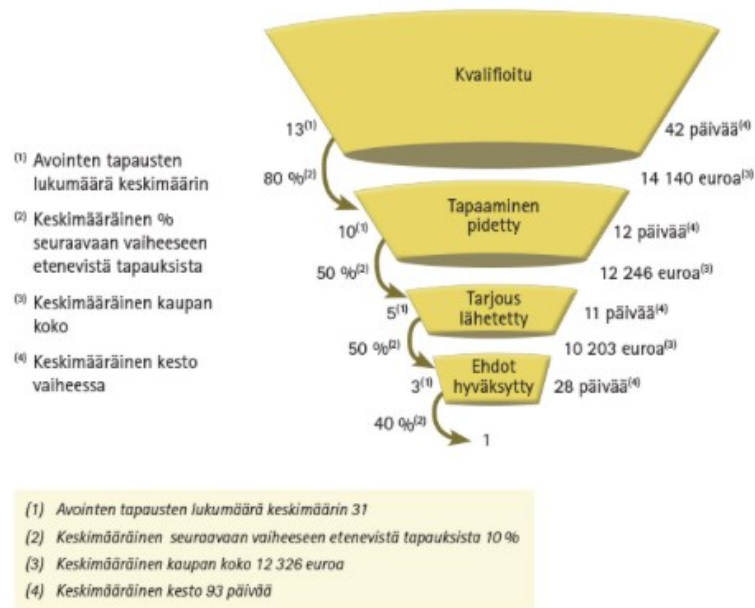 Kvalifioitu
13(1)
42 päivää(4)
(1) Avointen tapausten
lukumäärä keskimäärin
80 %(2)
14 140 euroa(3)
Tapaaminen
pidetty
10(1)
12 päivää(4)
(2) Keskimääräinen %
seuraavaan vaiheeseen
etenevistä tapauksista
50 %(2)
12 246 euroa(3)
(3) Keskimääräinen kaupan
koko
Tarjous
lähetetty
5(1)
11 päivää(4)
50 %(2)
10 203 euroa(3)
(4) Keskimääräinen kesto
vaiheessa
Ehdot
hyväksytty
3(1)
28 päivää(4)
40 %(2)
1
(1) Avointen tapausten lukumäärä keskimäärin 31
(2) Keskimääräinen seuraavaan vaiheeseen etenevistä tapauksista 10 %
(3) Keskimääräinen kaupan koko 12 326 euroa
(4) Keskimääräinen kesto 93 päivää